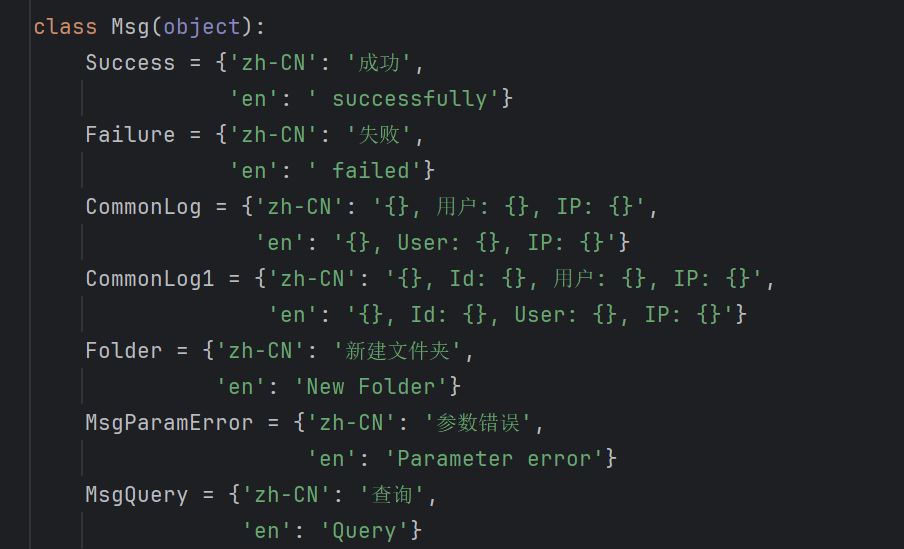 class Msg(object):
    Success = {'zh-CN': '成功',
               'en': ' successfully'}
    Failure = {'zh-CN': '失败',
               'en': ' failed'}
    CommonLog = {'zh-CN': '{}, 用户: {}, IP: {}',
                 'en': '{}, User: {}, IP: {}'}
    CommonLog1 = {'zh-CN': '{}, Id: {}, 用户: {}, IP: {}',
                  'en': '{}, Id: {}, User: {}, IP: {}'}
    Folder = {'zh-CN': '新建文件夹',
              'en': 'New Folder'}
    MsgParamError = {'zh-CN': '参数错误',
                     'en': 'Parameter error'}
    MsgQuery = {'zh-CN': '查询',
                'en': 'Query'}